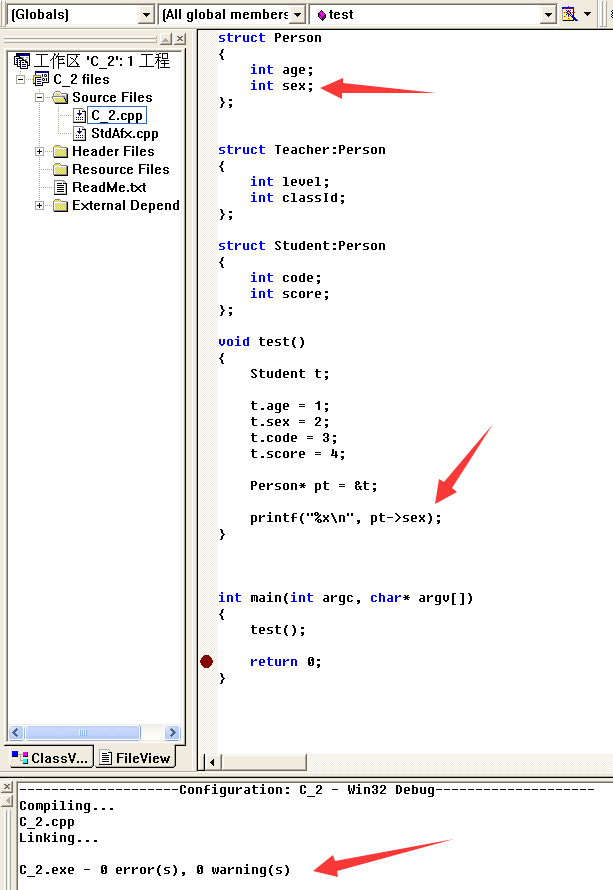 (Globals)
(All global members
test
工作区 'C_2': 1 工程
C_2 files
Source Files
C_2.cpp
StdAfx.cpp
Header Files
Resource Files
ReadMe.txt
External Depend
ClassV...
FileView
struct Person
{
    int age;
    int sex;
};
struct Teacher:Person
{
    int level;
    int classId;
};
struct Student:Person
{
    int code;
    int score;
};
void test()
{
    Student t;
    t.age = 1;
    t.sex = 2;
    t.code = 3;
    t.score = 4;
    Person* pt = &t;
    printf("%x\n", pt->sex);
}
int main(int argc, char* argv[])
{
    test();
    return 0;
}
--------------------Configuration: C_2 - Win32 Debug--------------------
Compiling...
C_2.cpp
Linking...
C_2.exe - 0 error(s), 0 warning(s)